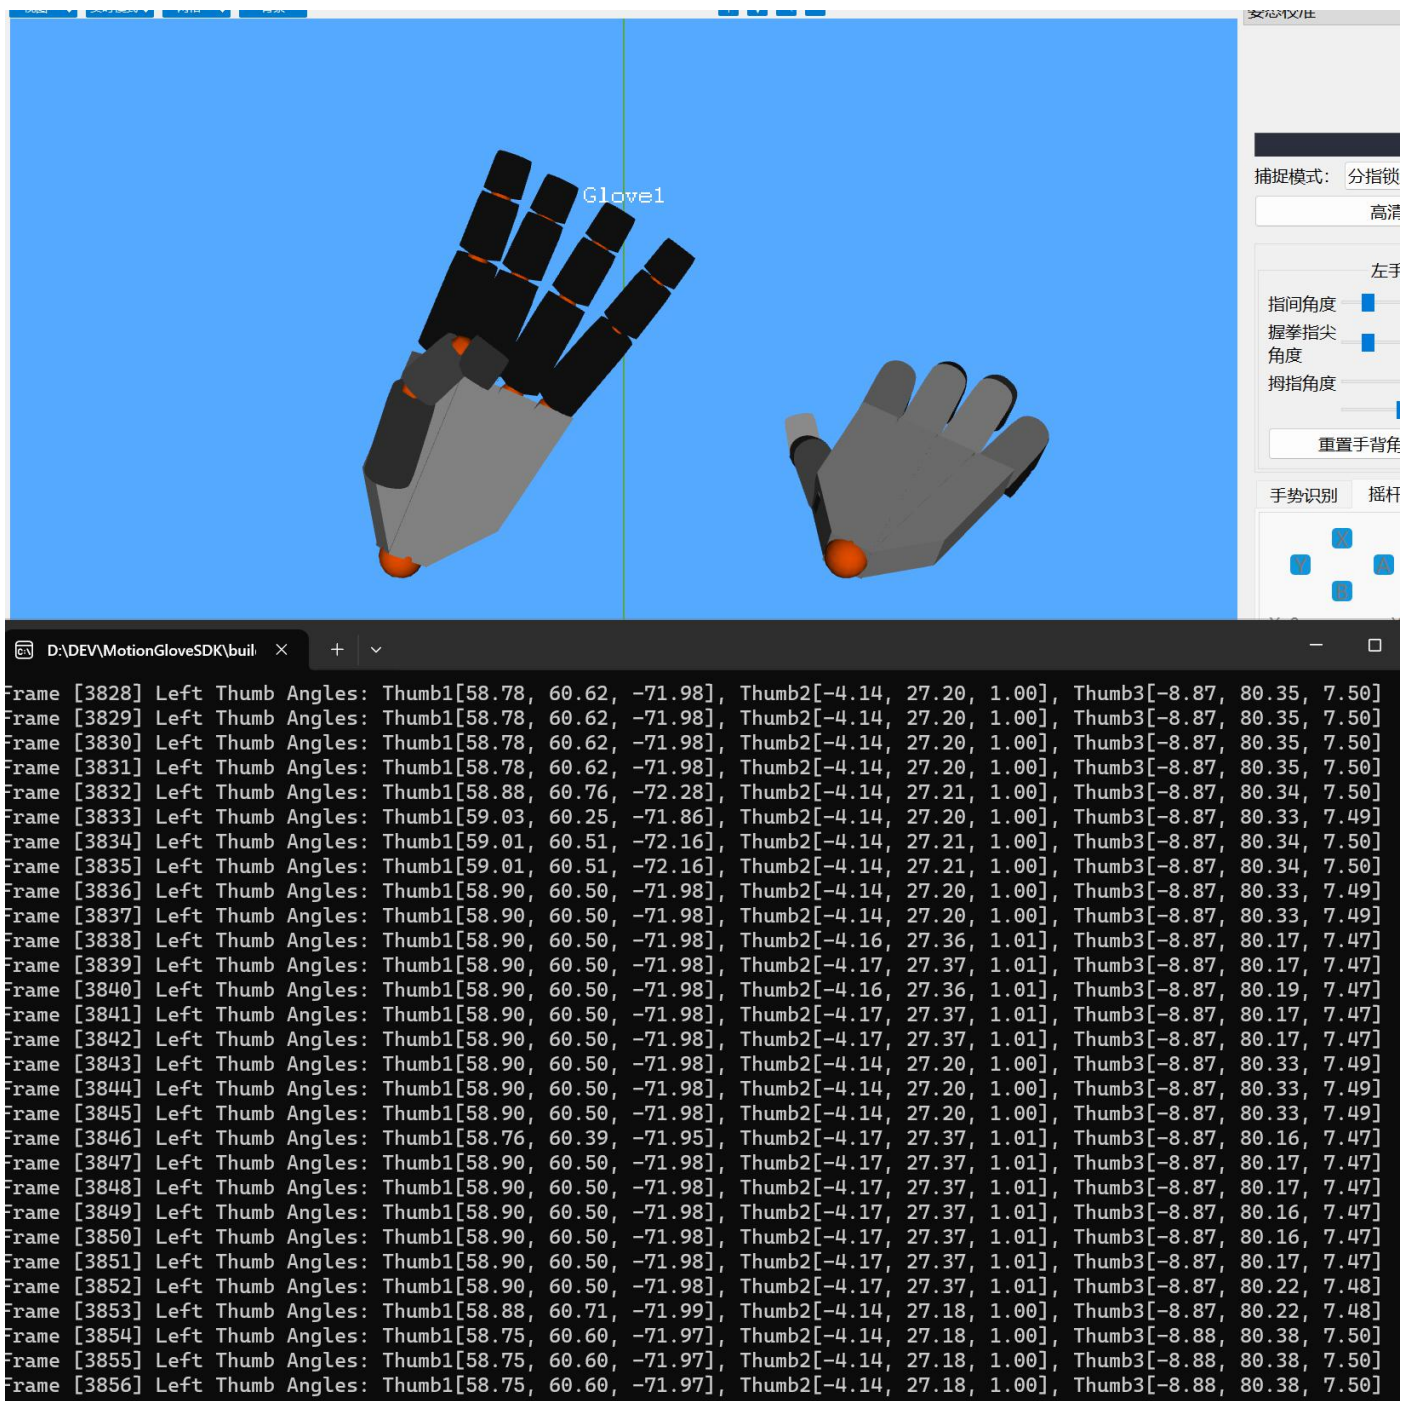 姿态校准
Glove1
捕捉模式： 分指锁
高清
左手
指间角度
握拳指尖
角度
拇指角度
重置手背角
手势识别 摇杆
X
Y A
B
D:\DEV\MotionGloveSDK\buil
Frame [3828] Left Thumb Angles: Thumb1[58.78, 60.62, -71.98], Thumb2[-4.14, 27.20, 1.00], Thumb3[-8.87, 80.35, 7.50]
Frame [3829] Left Thumb Angles: Thumb1[58.78, 60.62, -71.98], Thumb2[-4.14, 27.20, 1.00], Thumb3[-8.87, 80.35, 7.50]
Frame [3830] Left Thumb Angles: Thumb1[58.78, 60.62, -71.98], Thumb2[-4.14, 27.20, 1.00], Thumb3[-8.87, 80.35, 7.50]
Frame [3831] Left Thumb Angles: Thumb1[58.78, 60.62, -71.98], Thumb2[-4.14, 27.20, 1.00], Thumb3[-8.87, 80.35, 7.50]
Frame [3832] Left Thumb Angles: Thumb1[58.88, 60.76, -72.28], Thumb2[-4.14, 27.21, 1.00], Thumb3[-8.87, 80.34, 7.50]
Frame [3833] Left Thumb Angles: Thumb1[59.03, 60.25, -71.86], Thumb2[-4.14, 27.20, 1.00], Thumb3[-8.87, 80.33, 7.49]
Frame [3834] Left Thumb Angles: Thumb1[59.01, 60.51, -72.16], Thumb2[-4.14, 27.21, 1.00], Thumb3[-8.87, 80.34, 7.50]
Frame [3835] Left Thumb Angles: Thumb1[59.01, 60.51, -72.16], Thumb2[-4.14, 27.21, 1.00], Thumb3[-8.87, 80.34, 7.50]
Frame [3836] Left Thumb Angles: Thumb1[58.90, 60.50, -71.98], Thumb2[-4.14, 27.20, 1.00], Thumb3[-8.87, 80.33, 7.49]
Frame [3837] Left Thumb Angles: Thumb1[58.90, 60.50, -71.98], Thumb2[-4.14, 27.20, 1.00], Thumb3[-8.87, 80.33, 7.49]
Frame [3838] Left Thumb Angles: Thumb1[58.90, 60.50, -71.98], Thumb2[-4.16, 27.36, 1.01], Thumb3[-8.87, 80.17, 7.47]
Frame [3839] Left Thumb Angles: Thumb1[58.90, 60.50, -71.98], Thumb2[-4.17, 27.37, 1.01], Thumb3[-8.87, 80.17, 7.47]
Frame [3840] Left Thumb Angles: Thumb1[58.90, 60.50, -71.98], Thumb2[-4.16, 27.36, 1.01], Thumb3[-8.87, 80.19, 7.47]
Frame [3841] Left Thumb Angles: Thumb1[58.90, 60.50, -71.98], Thumb2[-4.17, 27.37, 1.01], Thumb3[-8.87, 80.17, 7.47]
Frame [3842] Left Thumb Angles: Thumb1[58.90, 60.50, -71.98], Thumb2[-4.17, 27.37, 1.01], Thumb3[-8.87, 80.17, 7.47]
Frame [3843] Left Thumb Angles: Thumb1[58.90, 60.50, -71.98], Thumb2[-4.14, 27.20, 1.00], Thumb3[-8.87, 80.33, 7.49]
Frame [3844] Left Thumb Angles: Thumb1[58.90, 60.50, -71.98], Thumb2[-4.14, 27.20, 1.00], Thumb3[-8.87, 80.33, 7.49]
Frame [3845] Left Thumb Angles: Thumb1[58.90, 60.50, -71.98], Thumb2[-4.14, 27.20, 1.00], Thumb3[-8.87, 80.33, 7.49]
Frame [3846] Left Thumb Angles: Thumb1[58.76, 60.39, -71.95], Thumb2[-4.17, 27.37, 1.01], Thumb3[-8.87, 80.16, 7.47]
Frame [3847] Left Thumb Angles: Thumb1[58.90, 60.50, -71.98], Thumb2[-4.17, 27.37, 1.01], Thumb3[-8.87, 80.17, 7.47]
Frame [3848] Left Thumb Angles: Thumb1[58.90, 60.50, -71.98], Thumb2[-4.17, 27.37, 1.01], Thumb3[-8.87, 80.17, 7.47]
Frame [3849] Left Thumb Angles: Thumb1[58.90, 60.50, -71.98], Thumb2[-4.17, 27.37, 1.01], Thumb3[-8.87, 80.16, 7.47]
Frame [3850] Left Thumb Angles: Thumb1[58.90, 60.50, -71.98], Thumb2[-4.17, 27.37, 1.01], Thumb3[-8.87, 80.16, 7.47]
Frame [3851] Left Thumb Angles: Thumb1[58.90, 60.50, -71.98], Thumb2[-4.17, 27.37, 1.01], Thumb3[-8.87, 80.17, 7.47]
Frame [3852] Left Thumb Angles: Thumb1[58.90, 60.50, -71.98], Thumb2[-4.17, 27.37, 1.01], Thumb3[-8.87, 80.22, 7.48]
Frame [3853] Left Thumb Angles: Thumb1[58.88, 60.71, -71.99], Thumb2[-4.14, 27.18, 1.00], Thumb3[-8.87, 80.22, 7.48]
Frame [3854] Left Thumb Angles: Thumb1[58.75, 60.60, -71.97], Thumb2[-4.14, 27.18, 1.00], Thumb3[-8.88, 80.38, 7.50]
Frame [3855] Left Thumb Angles: Thumb1[58.75, 60.60, -71.97], Thumb2[-4.14, 27.18, 1.00], Thumb3[-8.88, 80.38, 7.50]
Frame [3856] Left Thumb Angles: Thumb1[58.75, 60.60, -71.97], Thumb2[-4.14, 27.18, 1.00], Thumb3[-8.88, 80.38, 7.50]